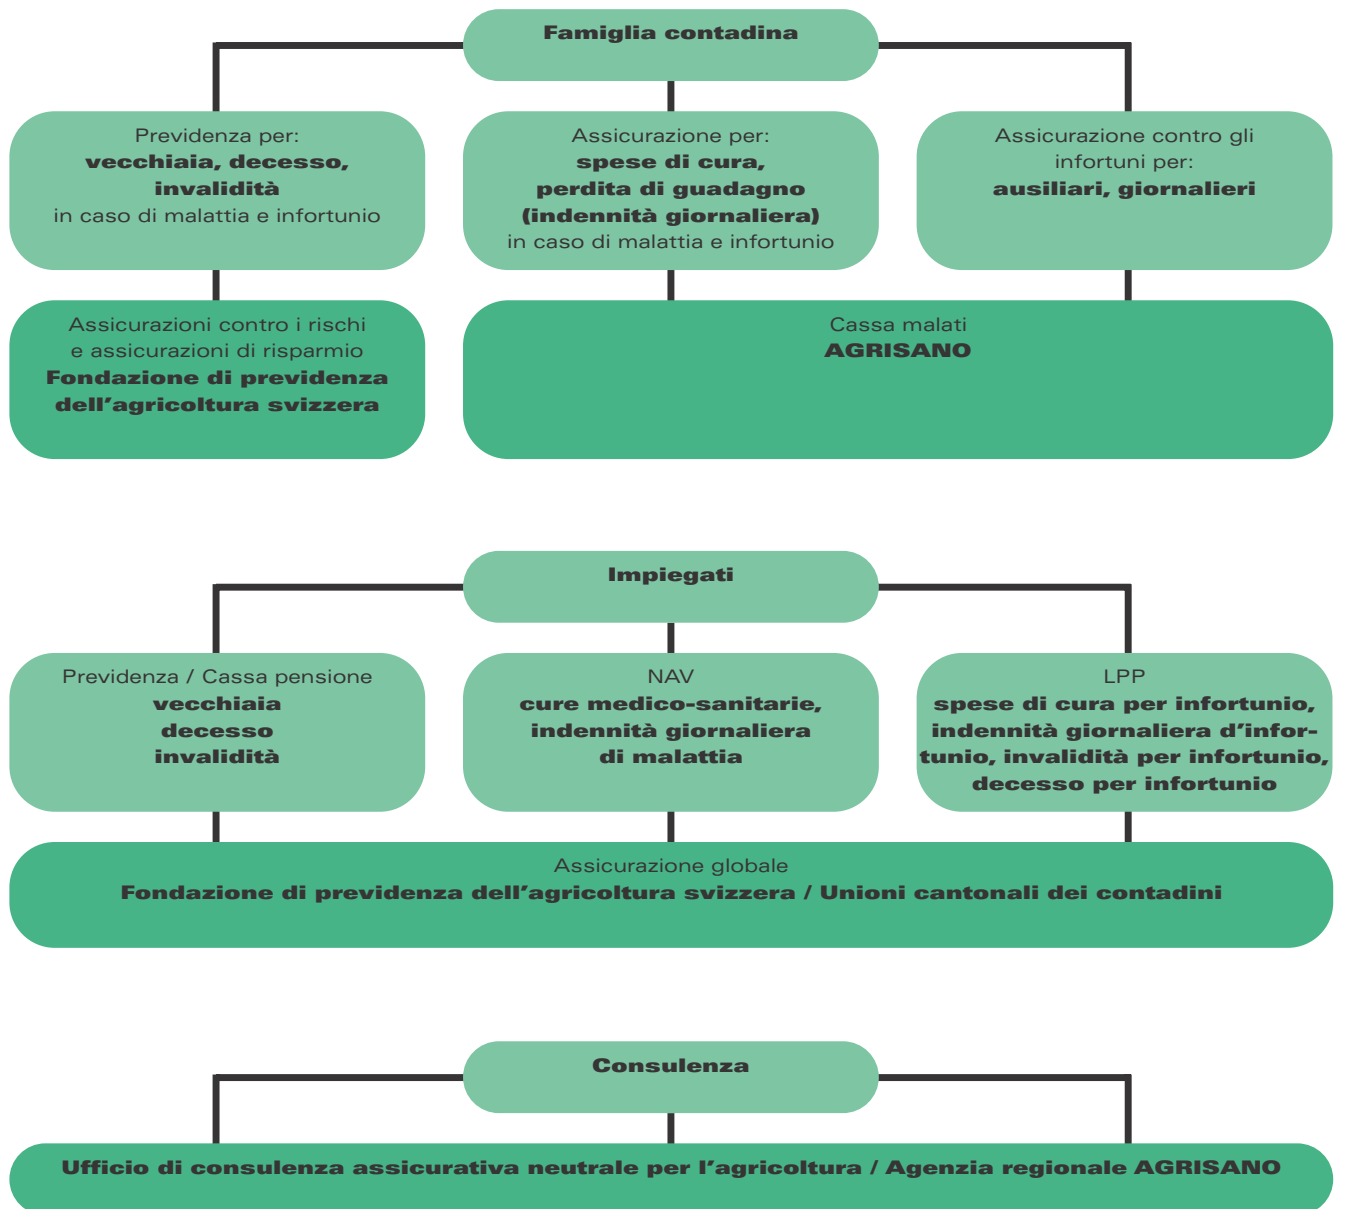 Famiglia contadina
Previdenza per:
vecchiaia, decesso,
invalidità
in caso di malattia e infortunio
Assicurazione per:
spese di cura,
perdita di guadagno
(indennità giornaliera)
in caso di malattia e infortunio
Assicurazione contro gli
infortuni per:
ausiliari, giornalieri
Assicurazioni contro i rischi
e assicurazioni di risparmio
Fondazione di previdenza
dell'agricoltura svizzera
Cassa malati
AGRISANO
Impiegati
Previdenza / Cassa pensione
vecchiaia
decesso
invalidità
NAV
cure medico-sanitarie,
indennità giornaliera
di malattia
LPP
spese di cura per infortunio,
indennità giornaliera d'infor-
tunio, invalidità per infortunio,
decesso per infortunio
Assicurazione globale
Fondazione di previdenza dell'agricoltura svizzera / Unioni cantonali dei contadini
Consulenza
Ufficio di consulenza assicurativa neutrale per l'agricoltura / Agenzia regionale AGRISANO